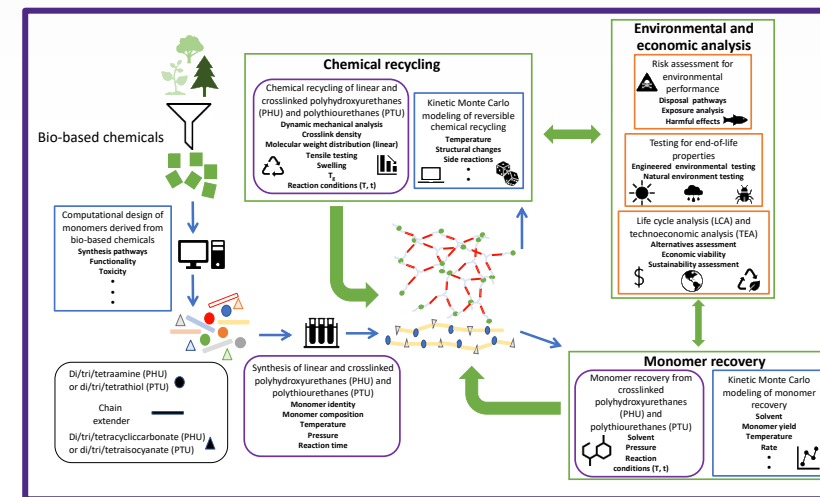 Bio-based chemicals
Computational design of
monomers derived from
bio-based chemicals
Synthesis pathways
Functionality
Toxicity
Di/tri/tetraamine (PHU)
or di/tri/tetrathiol (PTU)
Chain
extender
Di/tri/tetracycliccarbonate (PHU)
or di/tri/tetraisocyanate (PTU)
Chemical recycling
Chemical recycling of linear and
crosslinked polyhydroxyurethanes
(PHU) and polythiourethanes (PTU)
Dynamic mechanical analysis
Crosslink density
Molecular weight distribution (linear)
Tensile testing
Swelling
Tg
Reaction conditions (T, t)
Kinetic Monte Carlo
modeling of reversible
chemical recycling
Temperature
Structural changes
Side reactions
Synthesis of linear and crosslinked
polyhydroxyurethanes (PHU) and
polythiourethanes (PTU)
Monomer identity
Monomer composition
Temperature
Pressure
Reaction time
Environmental and
economic analysis
Risk assessment for
environmental
performance
Disposal pathways
Exposure analysis
Harmful effects
Testing for end-of-life
properties
Engineered environmental testing
Natural environment testing
Life cycle analysis (LCA) and
technoeconomic analysis (TEA)
Alternatives assessment
Economic viability
Sustainability assessment
$
Monomer recovery
Monomer recovery from
crosslinked
polyhydroxyurethanes
(PHU) and
polythiourethanes (PTU)
Solvent
Pressure
Reaction
conditions (T, t)
Kinetic Monte Carlo
modeling of monomer
recovery
Solvent
Monomer yield
Temperature
Rate